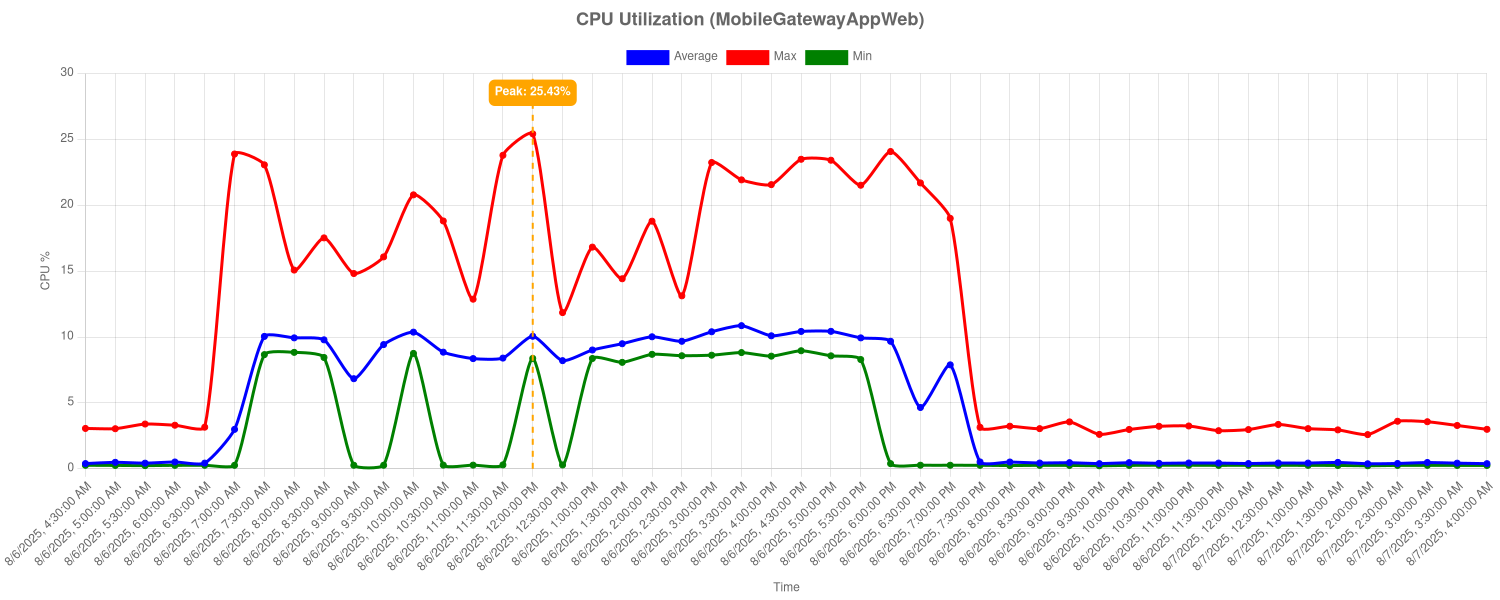 CPU Utilization (MobileGatewayAppWeb)
Average Max Min
Peak: 25.43%
30
25
20
15
10
5
0
CPU %
8/6/2025, 4:30:00 AM
8/6/2025, 5:00:00 AM
8/6/2025, 5:30:00 AM
8/6/2025, 6:00:00 AM
8/6/2025, 6:30:00 AM
8/6/2025, 7:00:00 AM
8/6/2025, 7:30:00 AM
8/6/2025, 8:00:00 AM
8/6/2025, 8:30:00 AM
8/6/2025, 9:00:00 AM
8/6/2025, 9:30:00 AM
8/6/2025, 10:00:00 AM
8/6/2025, 10:30:00 AM
8/6/2025, 11:00:00 AM
8/6/2025, 11:30:00 AM
8/6/2025, 12:00:00 PM
8/6/2025, 12:30:00 PM
8/6/2025, 1:00:00 PM
8/6/2025, 1:30:00 PM
8/6/2025, 2:00:00 PM
8/6/2025, 2:30:00 PM
8/6/2025, 3:00:00 PM
8/6/2025, 3:30:00 PM
8/6/2025, 4:00:00 PM
8/6/2025, 4:30:00 PM
8/6/2025, 5:00:00 PM
8/6/2025, 5:30:00 PM
8/6/2025, 6:00:00 PM
8/6/2025, 6:30:00 PM
8/6/2025, 7:00:00 PM
8/6/2025, 7:30:00 PM
8/6/2025, 8:00:00 PM
8/6/2025, 8:30:00 PM
8/6/2025, 9:00:00 PM
8/6/2025, 9:30:00 PM
8/6/2025, 10:00:00 PM
8/6/2025, 10:30:00 PM
8/6/2025, 11:00:00 PM
8/6/2025, 11:30:00 PM
8/7/2025, 12:00:00 AM
8/7/2025, 12:30:00 AM
8/7/2025, 1:00:00 AM
8/7/2025, 1:30:00 AM
8/7/2025, 2:00:00 AM
8/7/2025, 2:30:00 AM
8/7/2025, 3:00:00 AM
8/7/2025, 3:30:00 AM
8/7/2025, 4:00:00 AM
Time